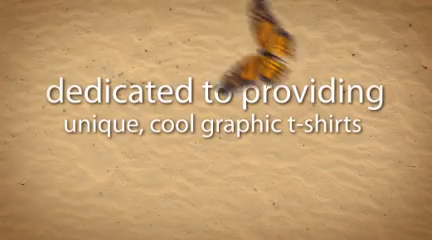 dedicated to providing
unique, cool graphic t-shirts